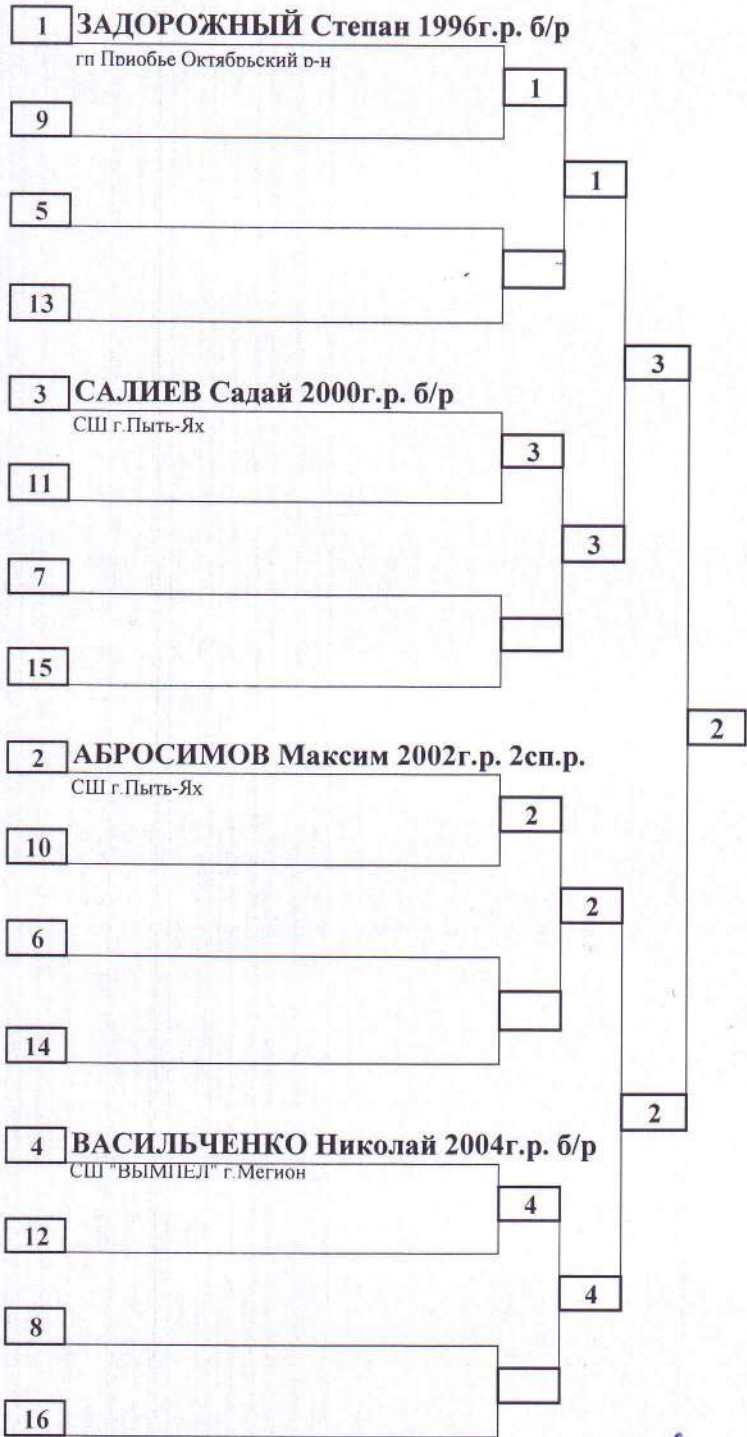 1 ЗАДОРОЖНЫЙ Степан 1996г.р. б/р
гп Приобье Октябрьский р-н
1
9
1
5
13
3
3 САЛИЕВ Садай 2000г.р. б/р
СШ г.Пыть-Ях
3
11
3
7
15
2
2 АБРОСИМОВ Максим 2002г.р. 2сп.р.
СШ г.Пыть-Ях
2
10
2
6
14
2
4 ВАСИЛЬЧЕНКО Николай 2004г.р. б/р
СШ "ВЫМПЕЛ" г.Мегион
4
12
4
8
16